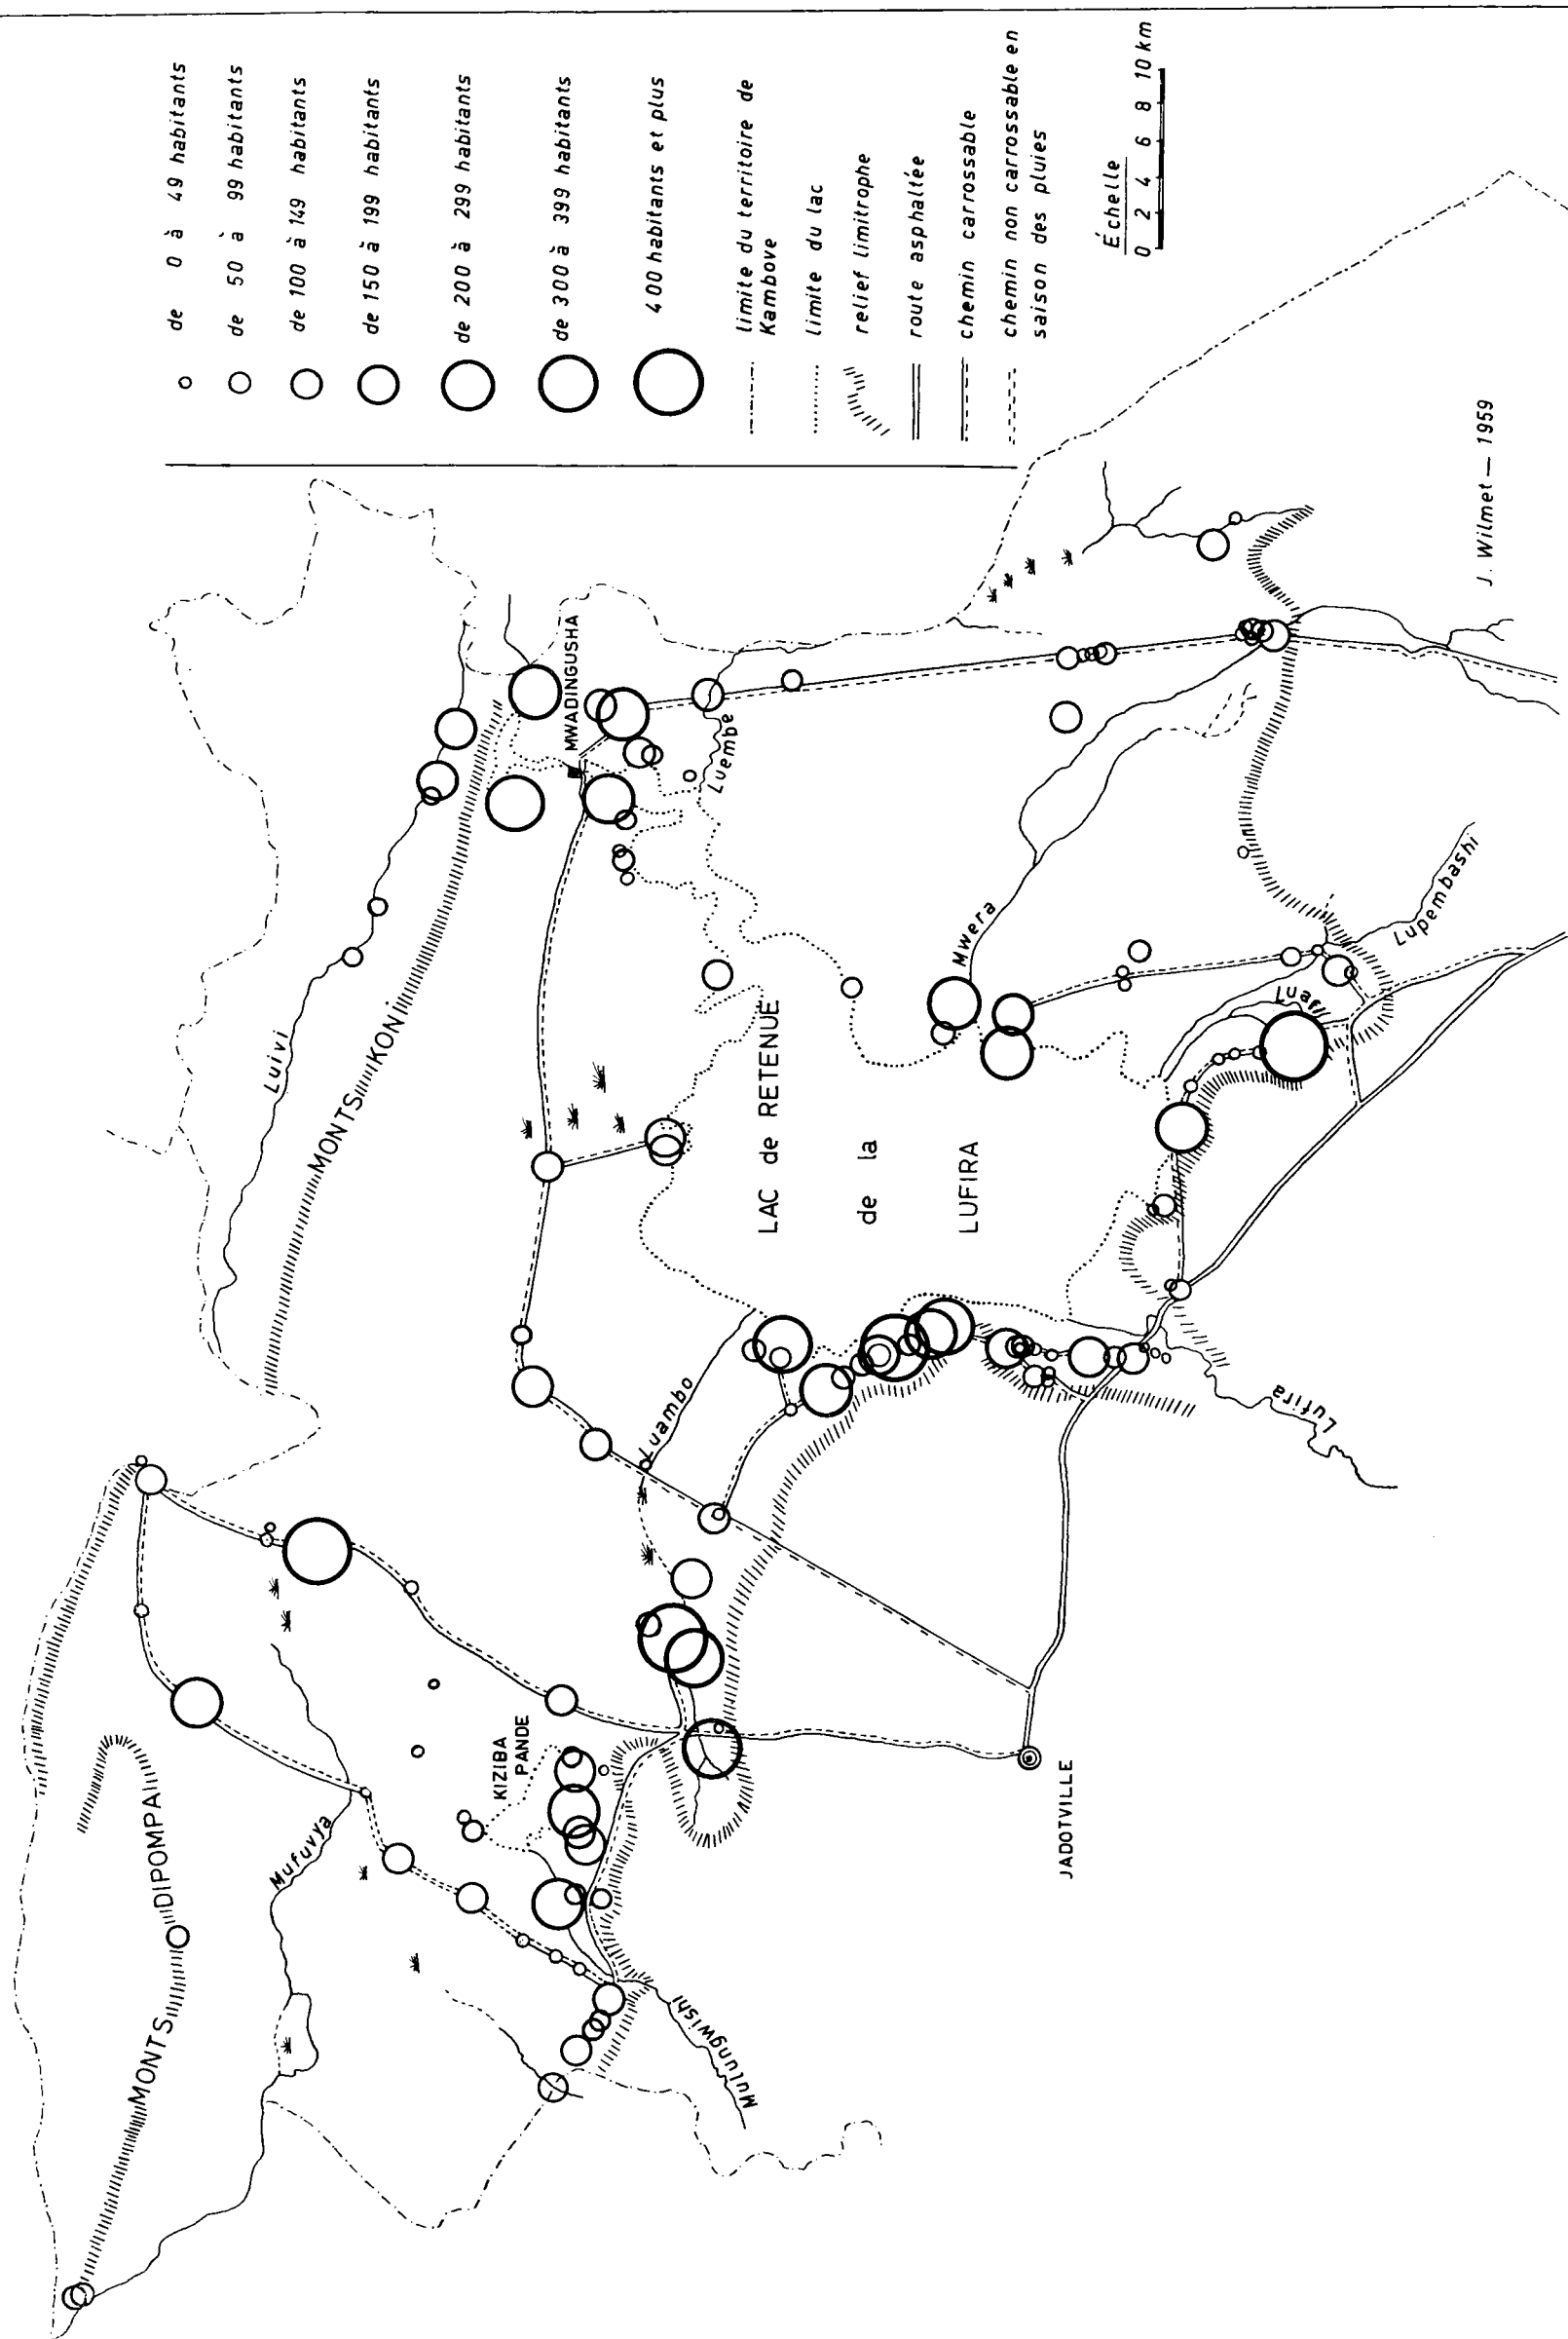 de 0 à 49 habitants
de 50 à 99 habitants
de 100 à 149 habitants
de 150 à 199 habitants
de 200 à 299 habitants
de 300 à 399 habitants
400 habitants et plus
limite du territoire de
Kambove
limite du lac
relief limitrophe
route asphaltée
chemin carrossable
chemin non carrossable en
saison des pluies
Échelle
0 2 4 6 8 10 km
J. Wilmet — 1959
MONTS DIPOMPA
Mufuvya
KIZIBA
PANDE
Mulungwishi
JADOTVILLE
Luambo
Lufira
MONTS KONI
Luivi
MWADINGUSHA
Luembe
LAC de RETENUE
de la
LUFIRA
Mwera
Luafi
Lupembashi